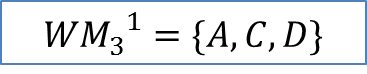 𝑊𝑀₃¹ = {𝐴, 𝐶, 𝐷}